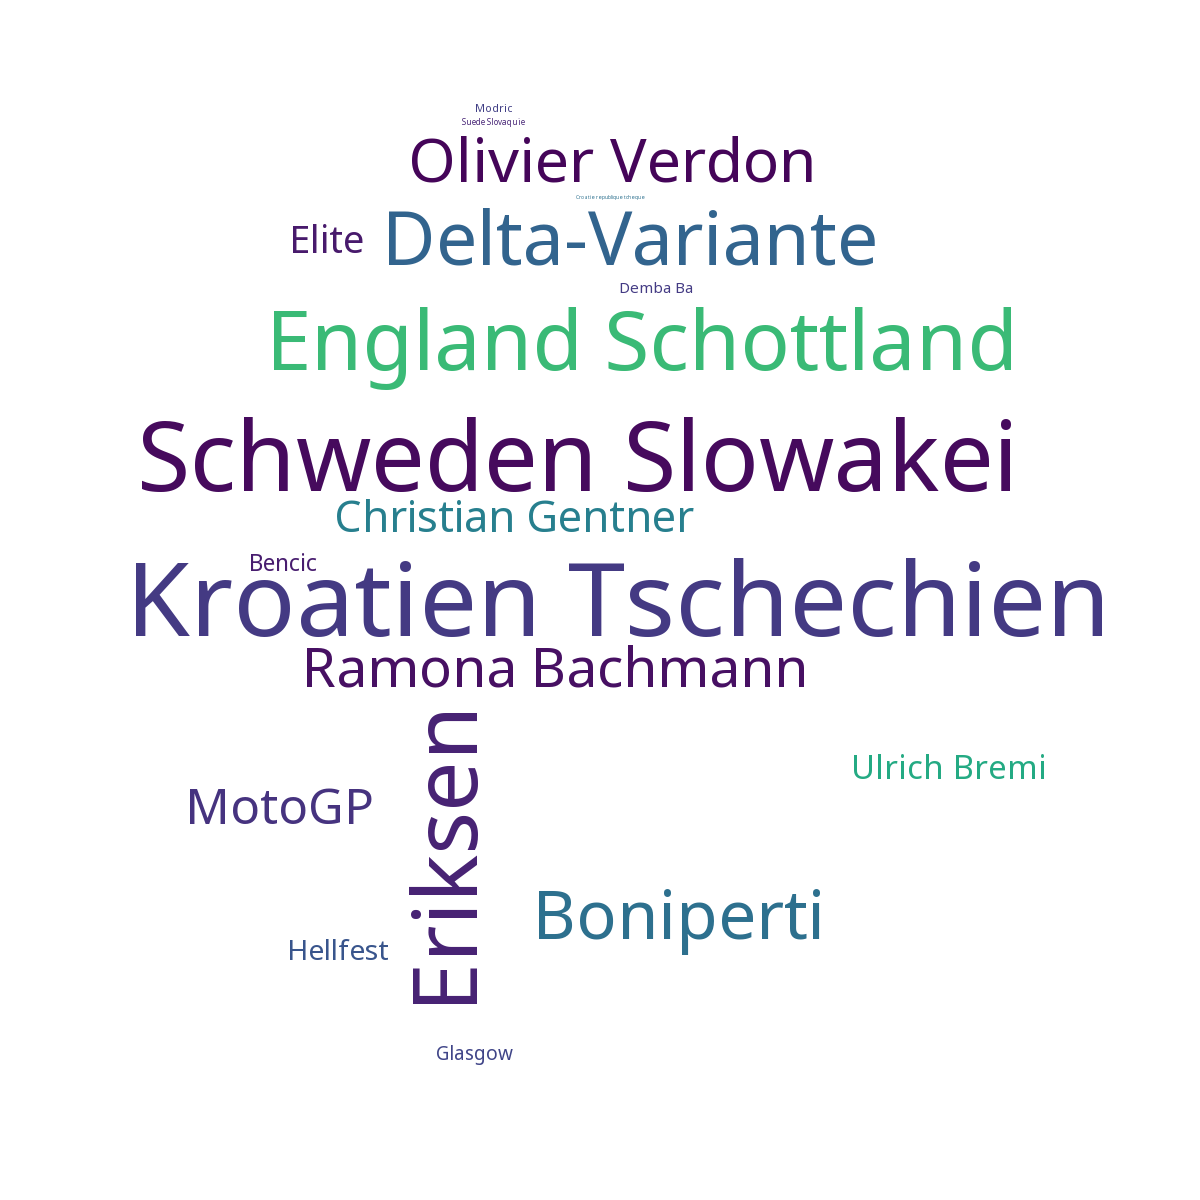 Modric
Suede Slovaquie
Olivier Verdon
Croatie republique tcheque
Elite
Delta-Variante
Demba Ba
England Schottland
Schweden Slowakei
Christian Gentner
Bencic
Kroatien Tschechien
Ramona Bachmann
Eriksen
Ulrich Bremi
MotoGP
Boniperti
Hellfest
Glasgow